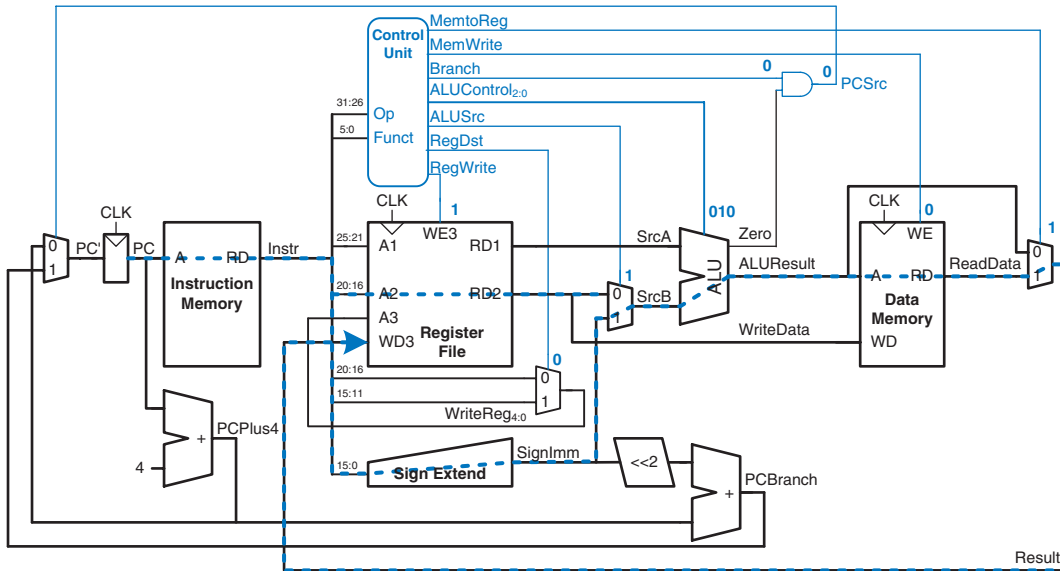 MemtoReg
Control
Unit
MemWrite
Branch
0
0
PCSrc
ALUControl2:0
31:26
Op
ALUSrc
5:0
Funct
RegDst
RegWrite
CLK
CLK
CLK
1
010
0
1
25:21
A1
WE3
RD1
SrcA
Zero
WE
0
1
PC'
PC
A
RD
Instr
Instruction
Memory
20:16
A2
RD2
1
0
1
SrcB
ALU
ALUResult
A
RD
ReadData
0
1
Data
Memory
A3
WD3
Register
File
WriteData
WD
20:16
0
15:11
0
1
WriteReg4:0
PCPlus4
+
4
15:0
Sign Extend
SignImm
<<2
+
PCBranch
Result